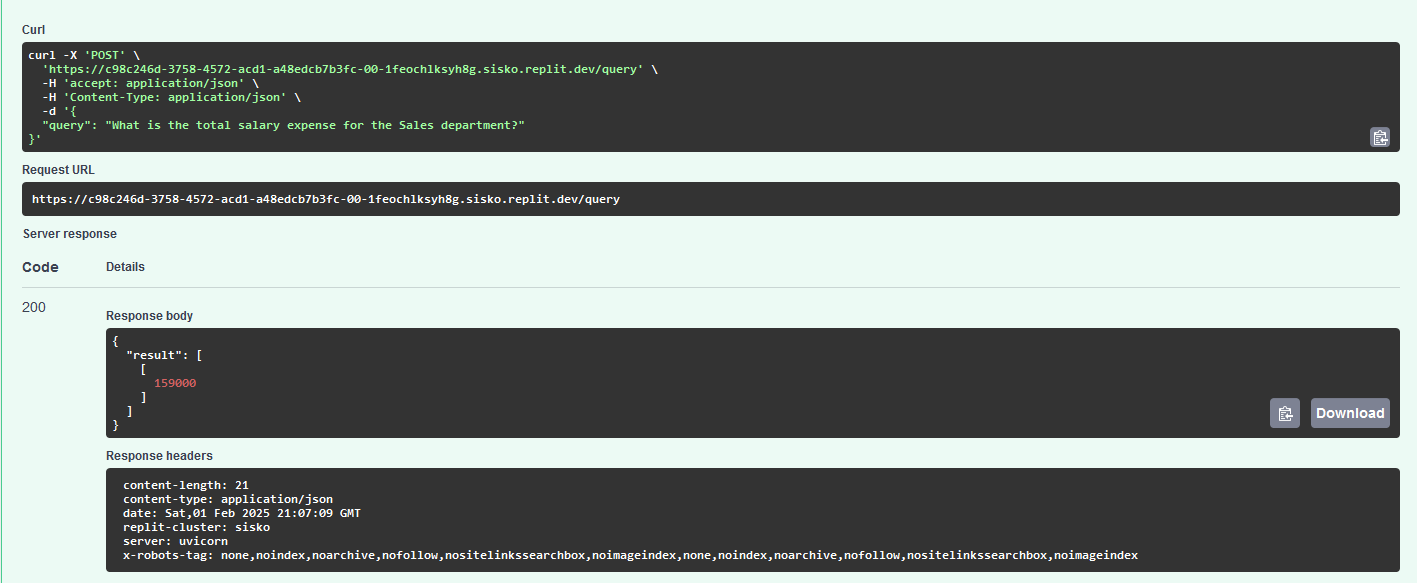 Curl
curl -X 'POST' \
  'https://c98c246d-3758-4572-acd1-a48edcb7b3fc-00-1feochlksyh8g.sisko.replit.dev/query' \
  -H 'accept: application/json' \
  -H 'Content-Type: application/json' \
  -d '{
  "query": "What is the total salary expense for the Sales department?"
}'
Request URL
https://c98c246d-3758-4572-acd1-a48edcb7b3fc-00-1feochlksyh8g.sisko.replit.dev/query
Server response
Code Details
200
Response body
{
  "result": [
    [
      159000
    ]
  ]
}
Download
Response headers
content-length: 21
content-type: application/json
date: Sat,01 Feb 2025 21:07:09 GMT
replit-cluster: sisko
server: uvicorn
x-robots-tag: none,noindex,noarchive,nofollow,nositelinkssearchbox,noimageindex,none,noindex,noarchive,nofollow,nositelinkssearchbox,noimageindex